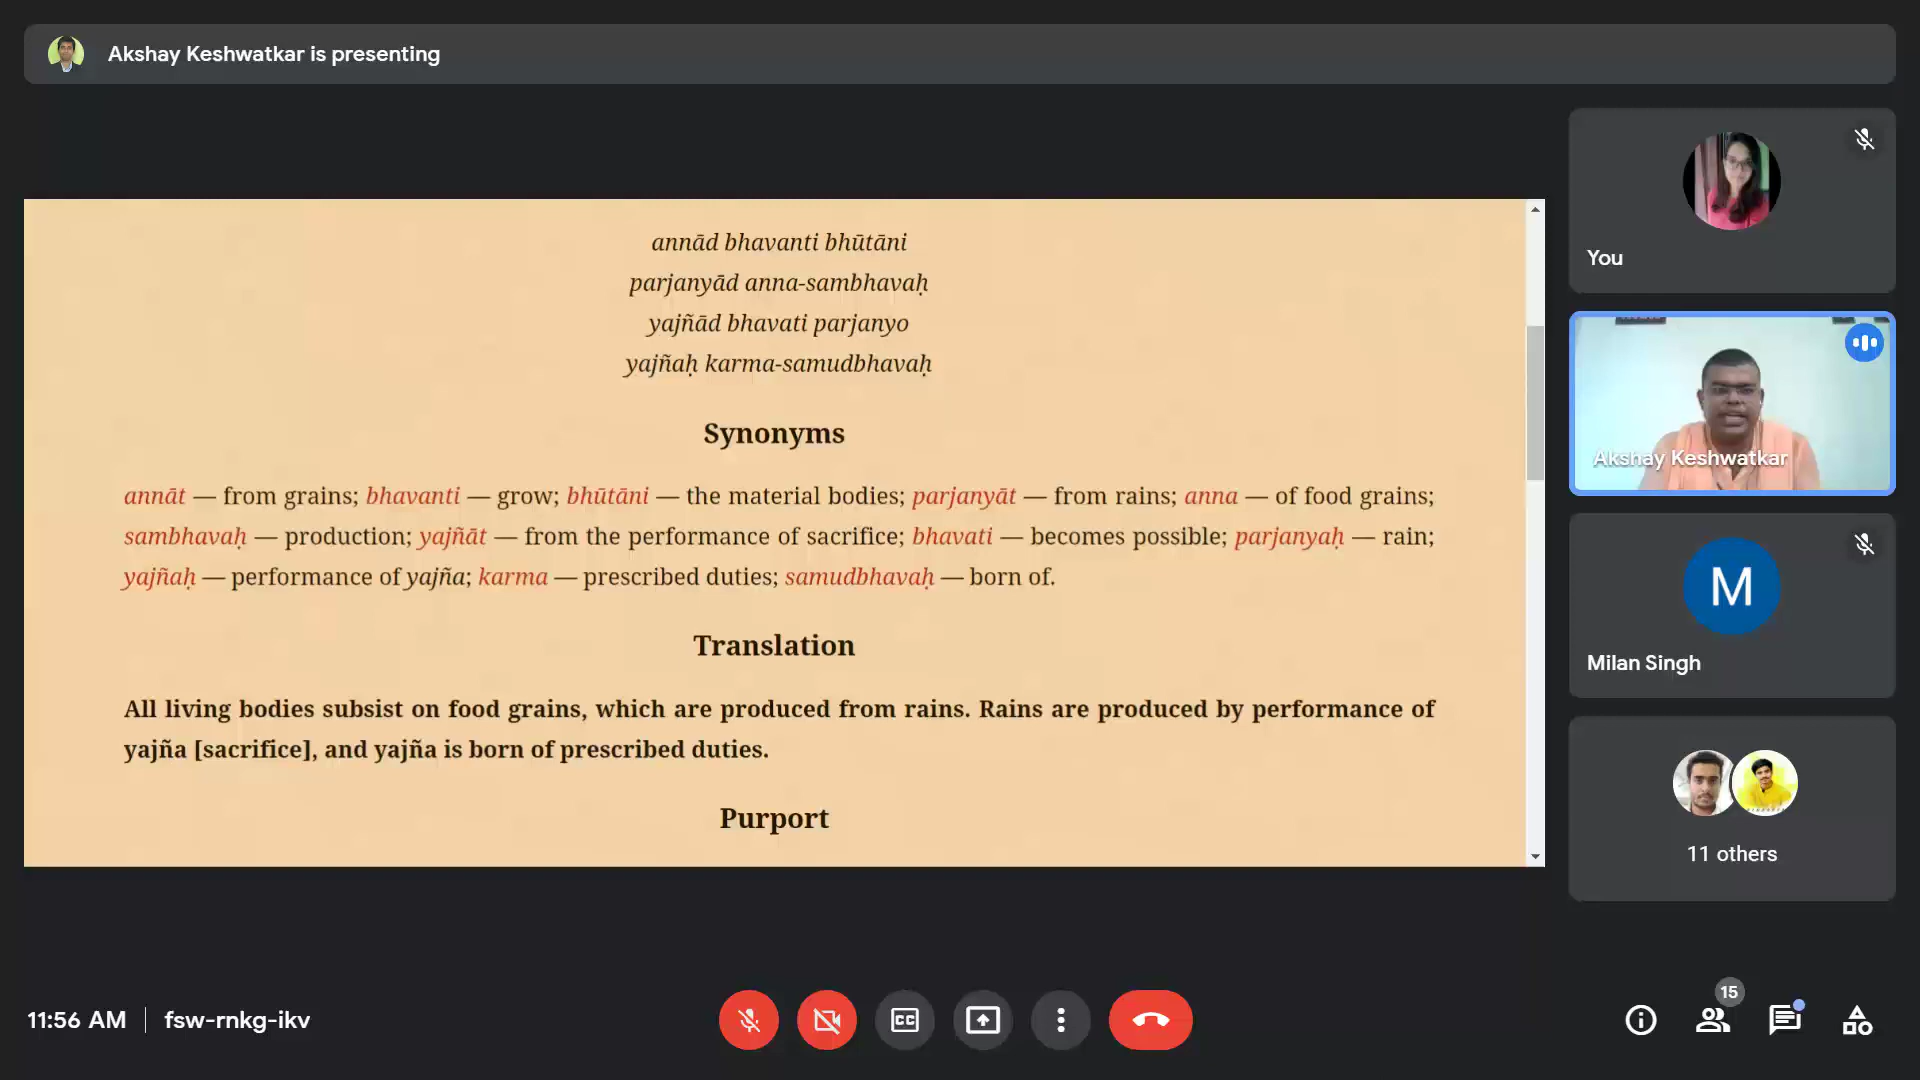 Akshay Keshwatkar is presenting
annād bhavanti bhūtāni
parjanyād anna-sambhavaḥ
yajñād bhavati parjanyo
yajñaḥ karma-samudbhavaḥ
Synonyms
annāt — from grains; bhavanti — grow; bhūtāni — the material bodies; parjanyāt — from rains; anna — of food grains;
sambhavaḥ — production; yajñāt — from the performance of sacrifice; bhavati — becomes possible; parjanyaḥ — rain;
yajñaḥ — performance of yajña; karma — prescribed duties; samudbhavaḥ — born of.
Translation
All living bodies subsist on food grains, which are produced from rains. Rains are produced by performance of
yajña [sacrifice], and yajña is born of prescribed duties.
Purport
You
Akshay Keshwatkar
M
Milan Singh
11 others
11:56 AM
fsw-rnkg-ikv
CC
15